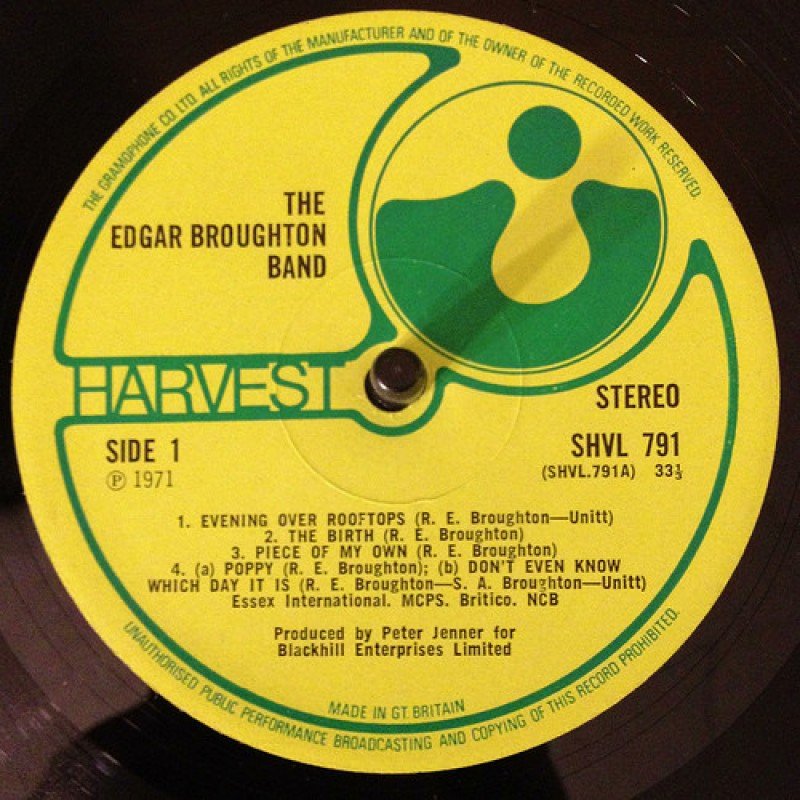 THE GRAMOPHONE CO. LTD. ALL RIGHTS OF THE MANUFACTURER AND OF THE OWNER OF THE RECORDED WORK RESERVED.
THE
EDGAR BROUGHTON
BAND
HARVEST
STEREO
SIDE 1
SHVL 791
℗ 1971
(SHVL.791A) 33⅓
1. EVENING OVER ROOFTOPS (R. E. Broughton—Unitt)
2. THE BIRTH (R. E. Broughton)
3. PIECE OF MY OWN (R. E. Broughton)
4. (a) POPPY (R. E. Broughton); (b) DON'T EVEN KNOW
WHICH DAY IT IS (R. E. Broughton—S. A. Broughton—Unitt)
Essex International. MCPS. Britico. NCB
Produced by Peter Jenner for
Blackhill Enterprises Limited
MADE IN GT. BRITAIN
UNAUTHORISED PUBLIC PERFORMANCE BROADCASTING AND COPYING OF THIS RECORD PROHIBITED.